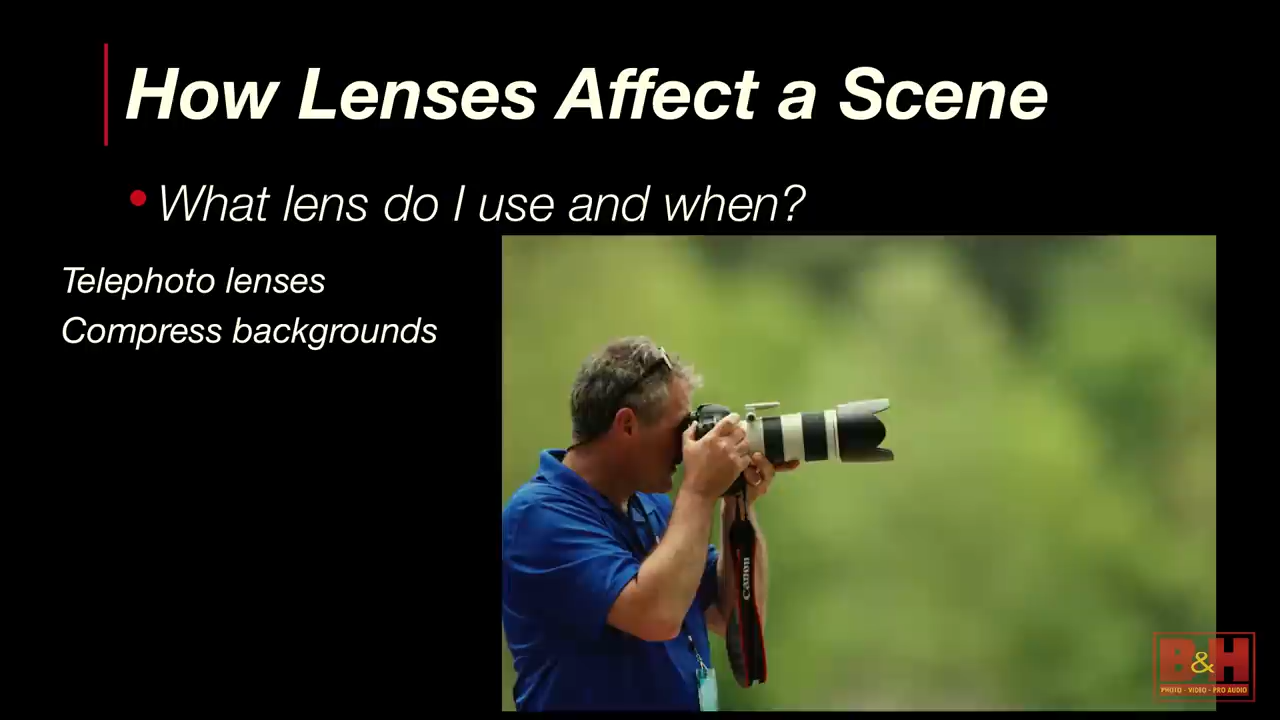 How Lenses Affect a Scene
• What lens do I use and when?
Telephoto lenses
Compress backgrounds
Canon
B&H
PHOTO - VIDEO - PRO AUDIO